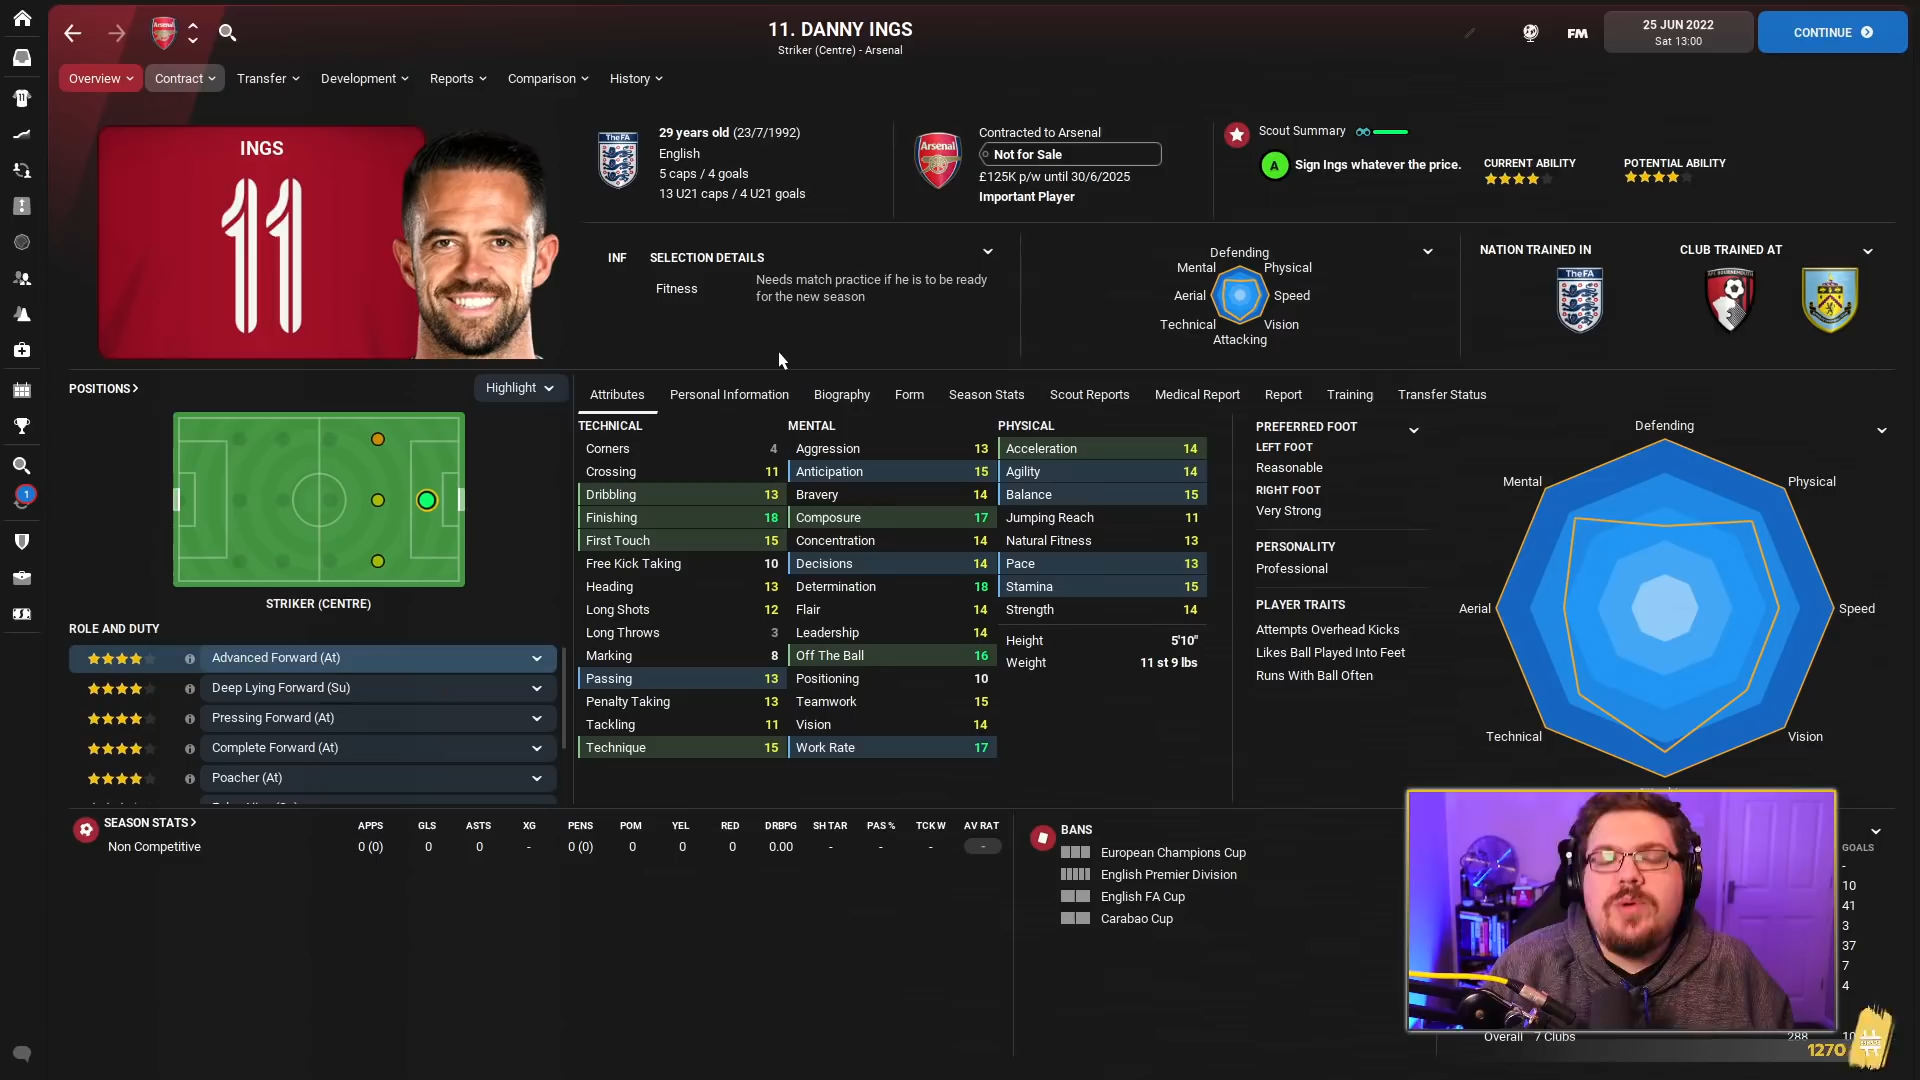 11. DANNY INGS
Striker (Centre) - Arsenal
FM
25 JUN 2022
Sat 13:00
CONTINUE
Overview
Contract
Transfer
Development
Reports
Comparison
History
INGS
11
29 years old (23/7/1992)
English
5 caps / 4 goals
13 U21 caps / 4 U21 goals
Contracted to Arsenal
Not for Sale
£125K p/w until 30/6/2025
Important Player
Scout Summary
A
Sign Ings whatever the price.
CURRENT ABILITY
POTENTIAL ABILITY
INF
SELECTION DETAILS
Fitness
Needs match practice if he is to be ready
for the new season
Defending
Mental
Physical
Aerial
Speed
Technical
Vision
Attacking
NATION TRAINED IN
CLUB TRAINED AT
POSITIONS
Highlight
STRIKER (CENTRE)
ROLE AND DUTY
Advanced Forward (At)
Deep Lying Forward (Su)
Pressing Forward (At)
Complete Forward (At)
Poacher (At)
Attributes
Personal Information
Biography
Form
Season Stats
Scout Reports
Medical Report
Report
Training
Transfer Status
TECHNICAL
Corners 4
Crossing 11
Dribbling 13
Finishing 18
First Touch 15
Free Kick Taking 10
Heading 13
Long Shots 12
Long Throws 3
Marking 8
Passing 13
Penalty Taking 13
Tackling 11
Technique 15
MENTAL
Aggression 13
Anticipation 15
Bravery 14
Composure 17
Concentration 14
Decisions 14
Determination 18
Flair 14
Leadership 14
Off The Ball 16
Positioning 10
Teamwork 15
Vision 14
Work Rate 17
PHYSICAL
Acceleration 14
Agility 14
Balance 15
Jumping Reach 11
Natural Fitness 13
Pace 13
Stamina 15
Strength 14
Height 5'10"
Weight 11 st 9 lbs
PREFERRED FOOT
LEFT FOOT
Reasonable
RIGHT FOOT
Very Strong
PERSONALITY
Professional
PLAYER TRAITS
Attempts Overhead Kicks
Likes Ball Played Into Feet
Runs With Ball Often
Defending
Mental
Physical
Aerial
Speed
Technical
Vision
SEASON STATS
APPS GLS ASTS XG PENS POM YEL RED DRBPG SH TAR PAS % TCK W AV RAT
Non Competitive 0 (0) 0 0 - 0 (0) 0 0 0 0.00 - - - -
BANS
European Champions Cup
English Premier Division
English FA Cup
Carabao Cup
GOALS
-
10
41
3
37
7
4
Overall 7 Clubs 288
1270